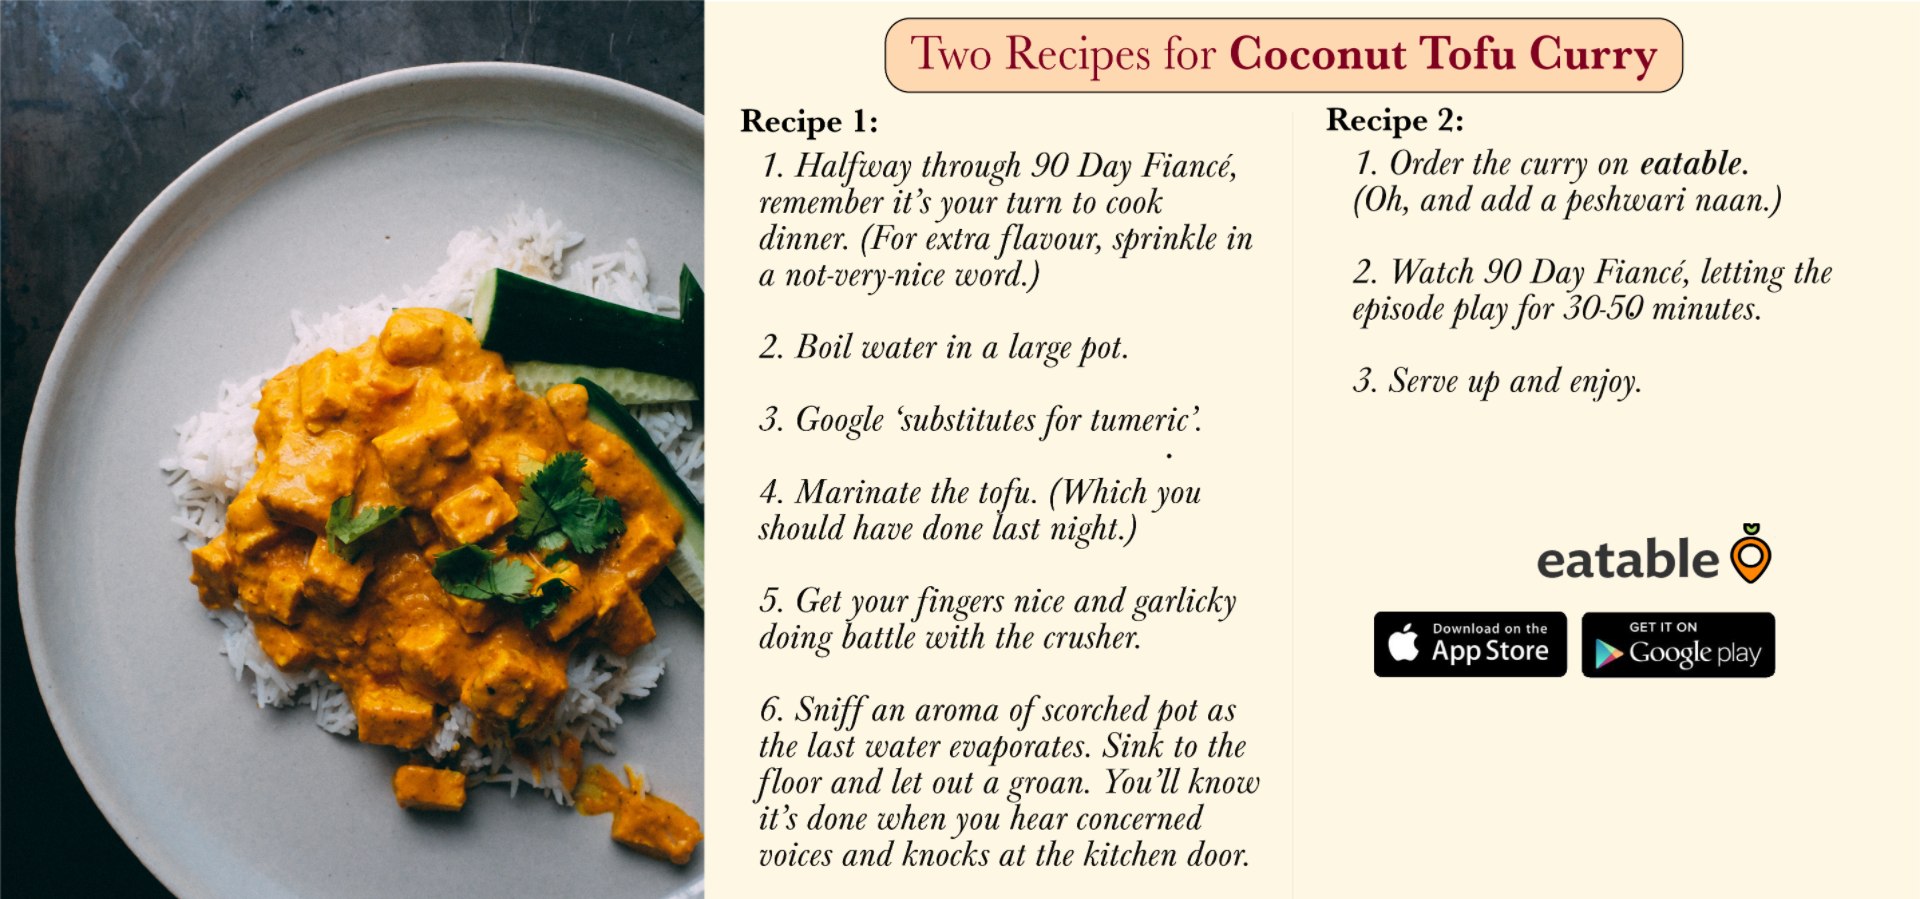 Two Recipes for Coconut Tofu Curry
Recipe 1:
1. Halfway through 90 Day Fiancé,
remember it’s your turn to cook
dinner. (For extra flavour, sprinkle in
a not-very-nice word.)
2. Boil water in a large pot.
3. Google ‘substitutes for tumeric’.
.
4. Marinate the tofu. (Which you
should have done last night.)
5. Get your fingers nice and garlicky
doing battle with the crusher.
6. Sniff an aroma of scorched pot as
the last water evaporates. Sink to the
floor and let out a groan. You’ll know
it’s done when you hear concerned
voices and knocks at the kitchen door.
Recipe 2:
1. Order the curry on eatable.
(Oh, and add a peshwari naan.)
2. Watch 90 Day Fiancé, letting the
episode play for 30-50 minutes.
3. Serve up and enjoy.
eatable
Download on the
App Store
GET IT ON
Google play